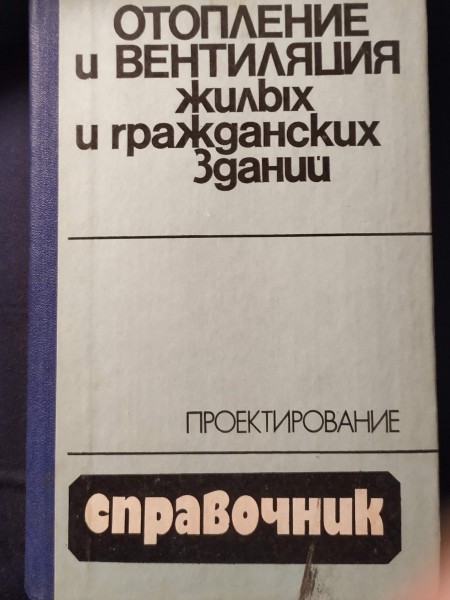 ОТОПЛЕНИЕ
и ВЕНТИЛЯЦИЯ
жилых
и гражданских
зданий
ПРОЕКТИРОВАНИЕ
справочник